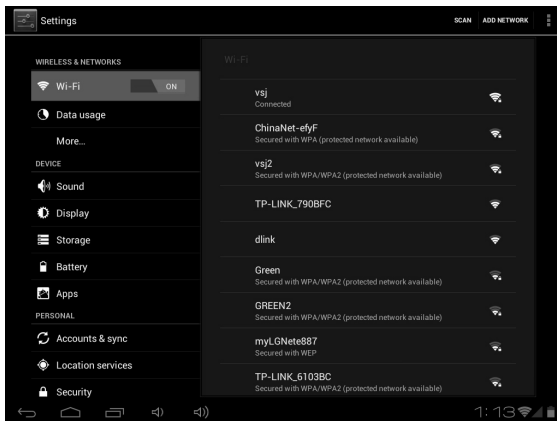 Settings
SCAN
ADD NETWORK
WIRELESS & NETWORKS
Wi-Fi
ON
Data usage
More...
DEVICE
Sound
Display
Storage
Battery
Apps
PERSONAL
Accounts & sync
Location services
Security
Wi-Fi
vsj
Connected
ChinaNet-efyF
Secured with WPA (protected network available)
vsj2
Secured with WPA/WPA2 (protected network available)
TP-LINK_790BFC
dlink
Green
Secured with WPA/WPA2 (protected network available)
GREEN2
Secured with WPA/WPA2 (protected network available)
myLGNete887
Secured with WEP
TP-LINK_6103BC
Secured with WPA/WPA2 (protected network available)
1:13